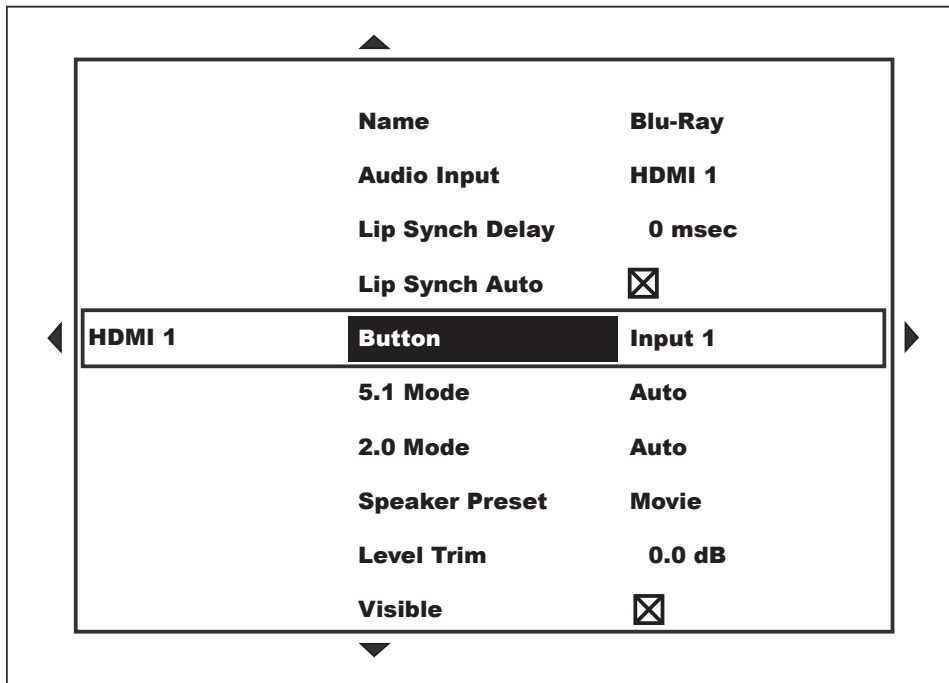 Name Blu-Ray
Audio Input HDMI 1
Lip Synch Delay 0 msec
Lip Synch Auto
HDMI 1 Button Input 1
5.1 Mode Auto
2.0 Mode Auto
Speaker Preset Movie
Level Trim 0.0 dB
Visible